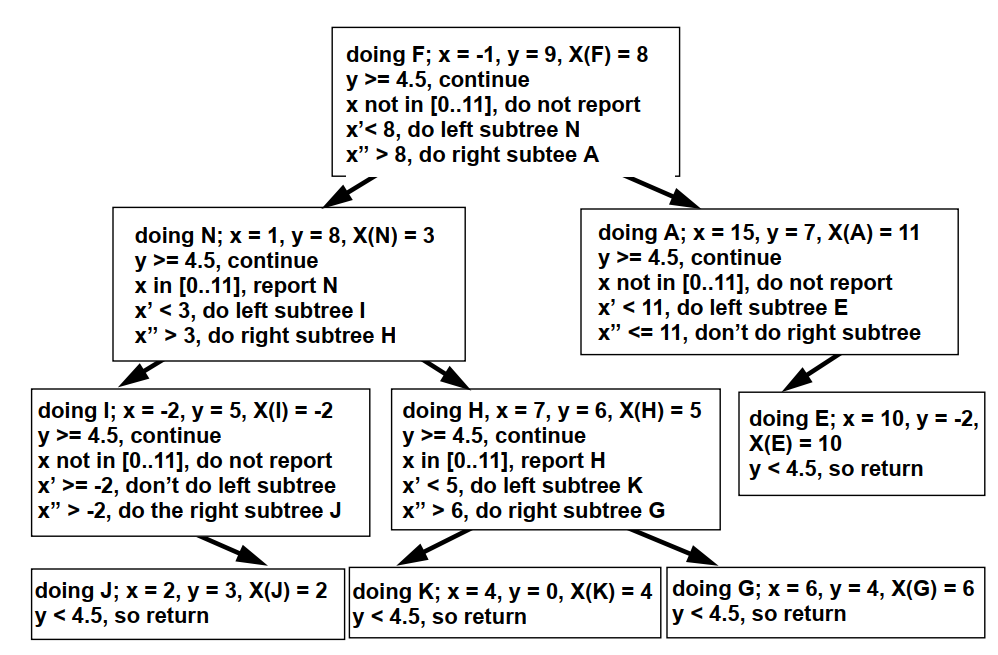 doing F; x = -1, y = 9, X(F) = 8
y >= 4.5, continue
x not in [0..11], do not report
x’< 8, do left subtree N
x’’ > 8, do right subtee A
doing N; x = 1, y = 8, X(N) = 3
y >= 4.5, continue
x in [0..11], report N
x’ < 3, do left subtree I
x’’ > 3, do right subtree H
doing A; x = 15, y = 7, X(A) = 11
y >= 4.5, continue
x not in [0..11], do not report
x’ < 11, do left subtree E
x’’ <= 11, don’t do right subtree
doing I; x = -2, y = 5, X(I) = -2
y >= 4.5, continue
x not in [0..11], do not report
x’ >= -2, don’t do left subtree
x’’ > -2, do the right subtree J
doing H, x = 7, y = 6, X(H) = 5
y >= 4.5, continue
x in [0..11], report H
x’ < 5, do left subtree K
x’’ > 6, do right subtree G
doing E; x = 10, y = -2,
X(E) = 10
y < 4.5, so return
doing J; x = 2, y = 3, X(J) = 2
y < 4.5, so return
doing K; x = 4, y = 0, X(K) = 4
y < 4.5, so return
doing G; x = 6, y = 4, X(G) = 6
y < 4.5, so return